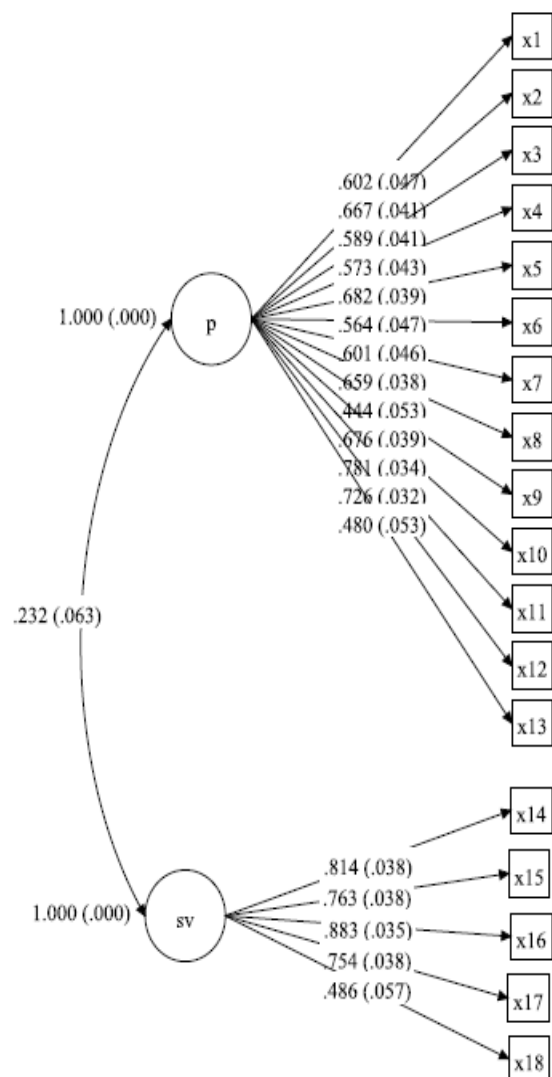 x1
x2
x3
.602 (.047)
.667 (.041)
x4
.589 (.041)
.573 (.043)
x5
.682 (.039)
1.000 (.000)
p
.564 (.047)
x6
.601 (.046)
.659 (.038)
x7
.444 (.053)
x8
.676 (.039)
.781 (.034)
x9
.726 (.032)
.480 (.053)
x10
x11
.232 (.063)
x12
x13
x14
.814 (.038)
x15
.763 (.038)
1.000 (.000)
sv
.883 (.035)
x16
.754 (.038)
.486 (.057)
x17
x18